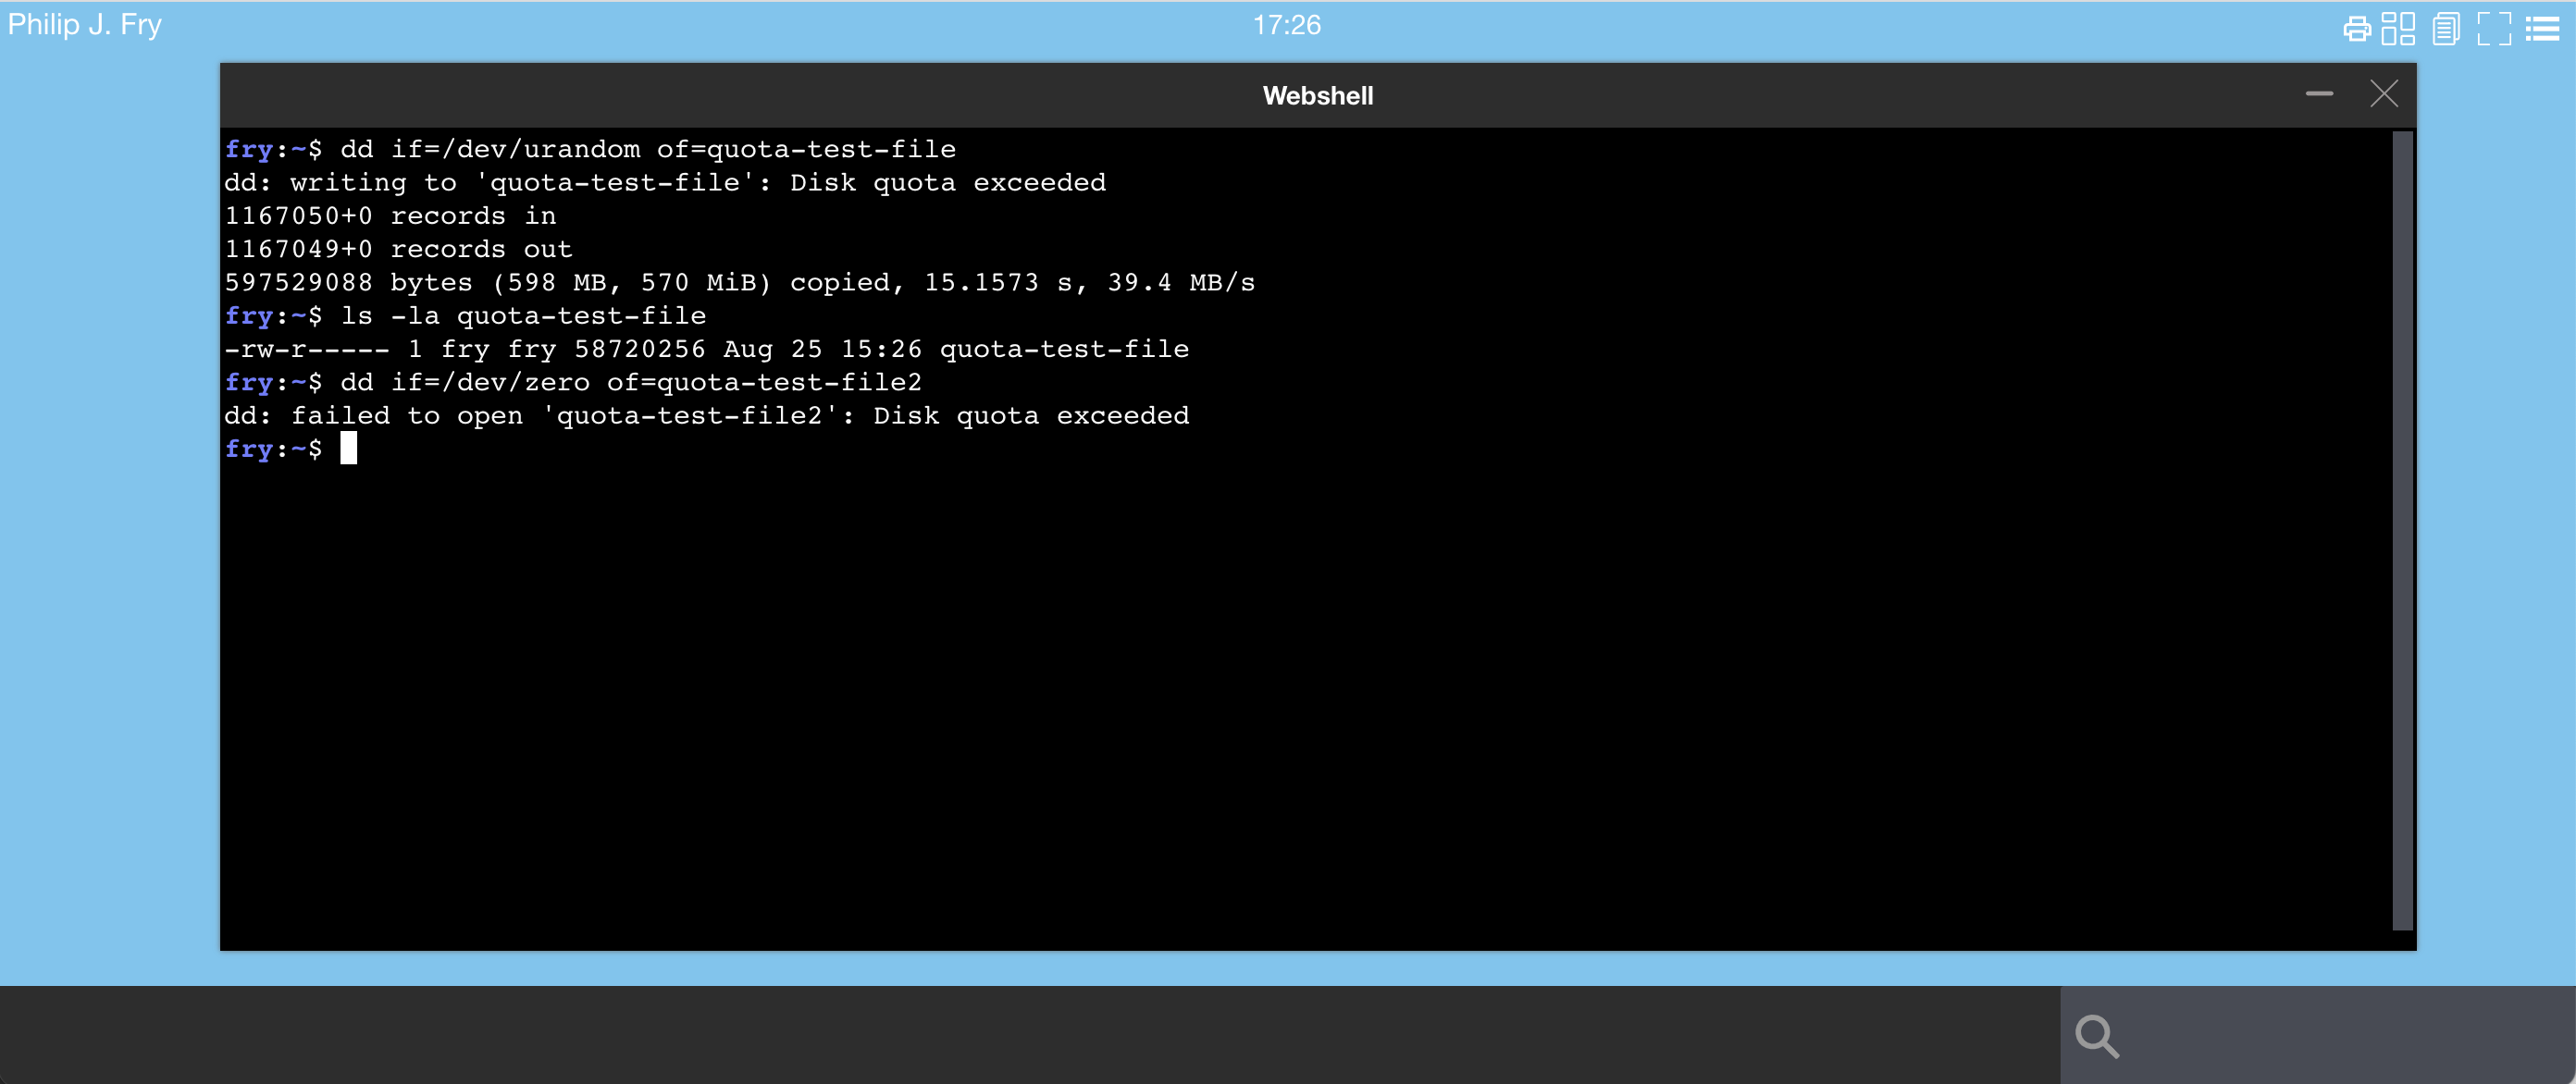 Philip J. Fry
17:26
Webshell
fry:~$ dd if=/dev/urandom of=quota-test-file
dd: writing to 'quota-test-file': Disk quota exceeded
1167050+0 records in
1167049+0 records out
597529088 bytes (598 MB, 570 MiB) copied, 15.1573 s, 39.4 MB/s
fry:~$ ls -la quota-test-file
-rw-r----- 1 fry fry 58720256 Aug 25 15:26 quota-test-file
fry:~$ dd if=/dev/zero of=quota-test-file2
dd: failed to open 'quota-test-file2': Disk quota exceeded
fry:~$